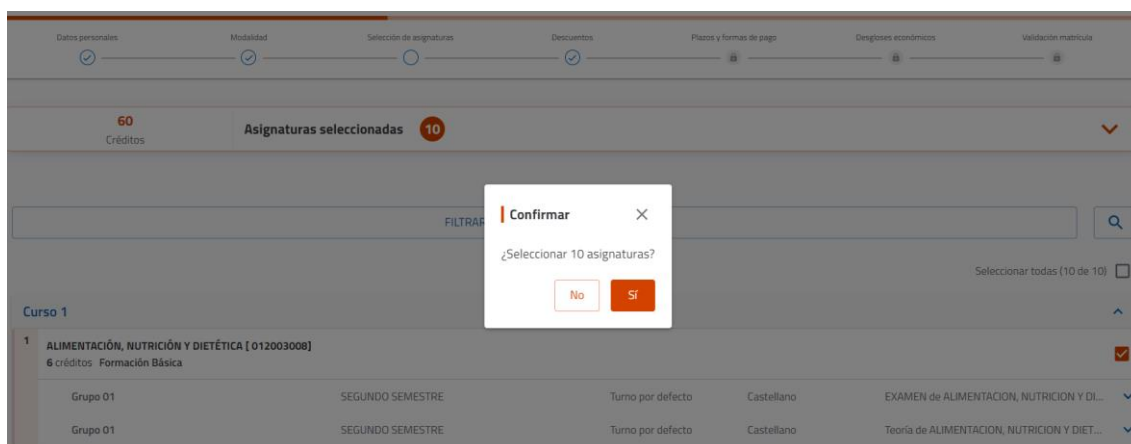 Datos personales
Modalidad
Selección de asignaturas
Descuentos
Plazos y formas de pago
Desgloses económicos
Validación matrícula
60
Créditos
Asignaturas seleccionadas 10
FILTRAR
Confirmar
¿Seleccionar 10 asignaturas?
No
Sí
Seleccionar todas (10 de 10)
Curso 1
1 ALIMENTACIÓN, NUTRICIÓN Y DIETÉTICA [ 012003008]
6 créditos Formación Básica
Grupo 01 SEGUNDO SEMESTRE Turno por defecto Castellano EXAMEN de ALIMENTACION, NUTRICION Y DI...
Grupo 01 SEGUNDO SEMESTRE Turno por defecto Castellano Teoría de ALIMENTACION, NUTRICION Y DIET...